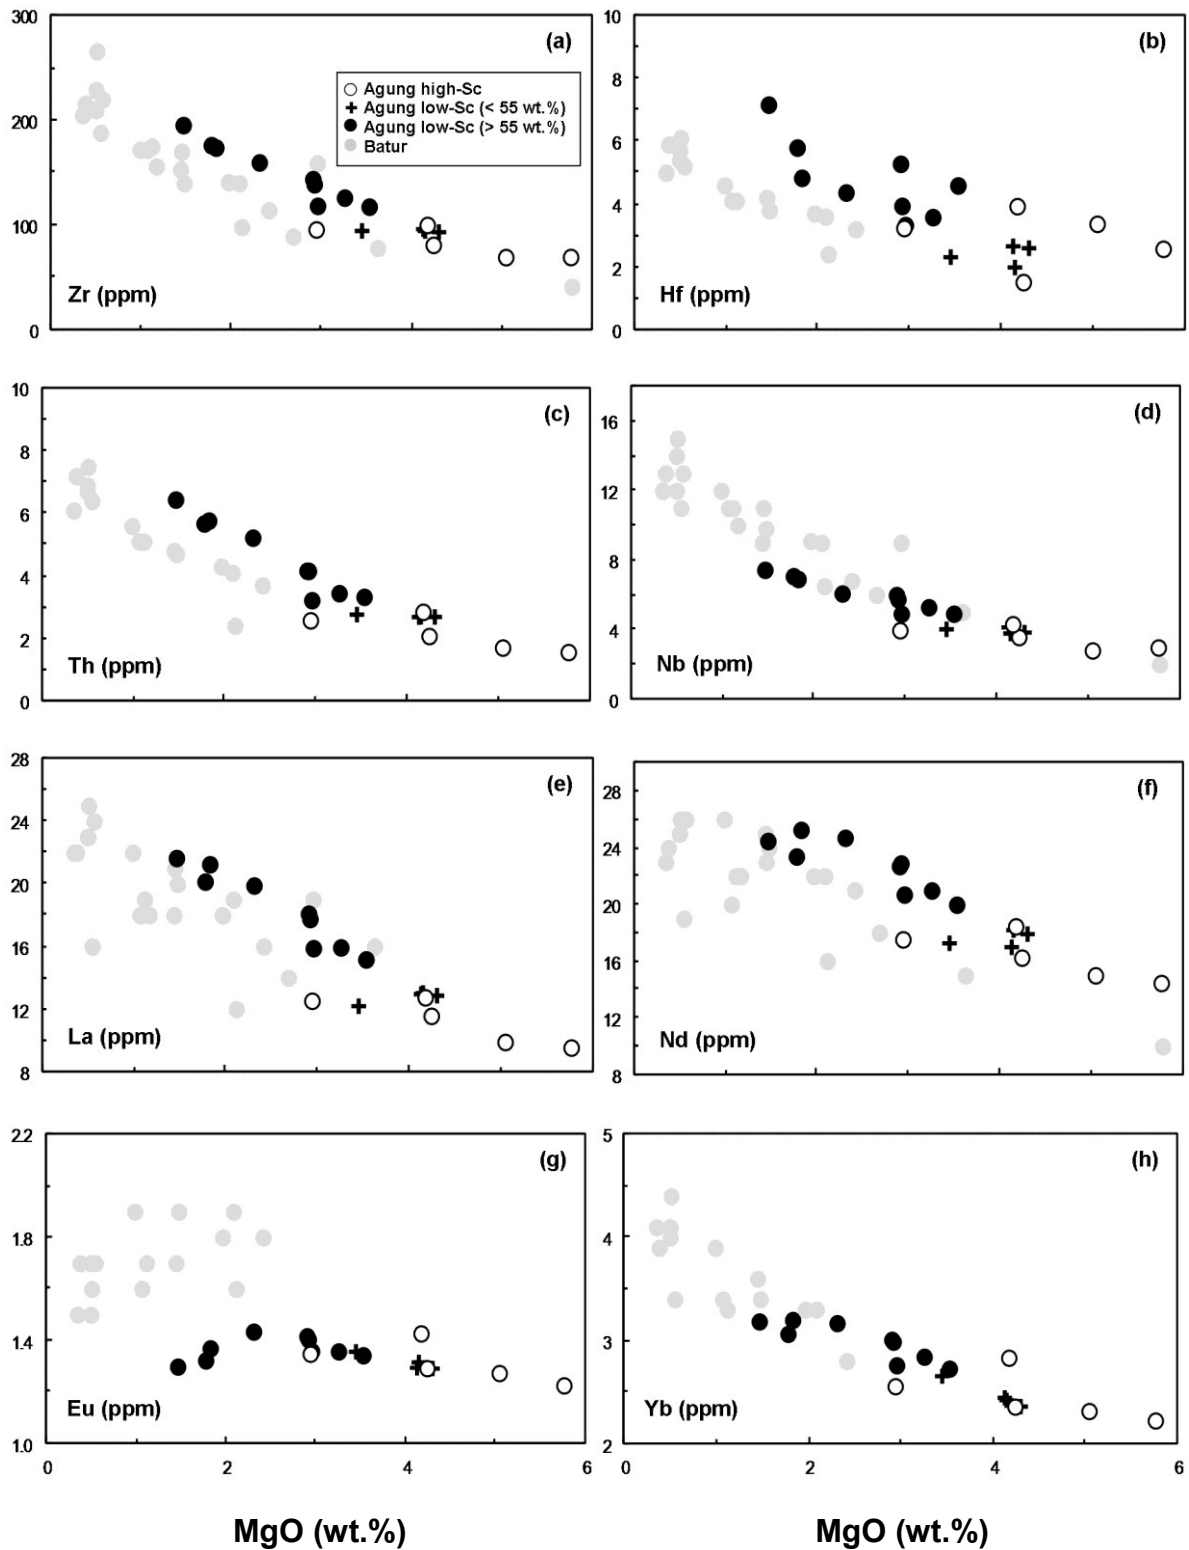 300
200
100
0
(a)
Agung high-Sc
Agung low-Sc (< 55 wt.%)
Agung low-Sc (> 55 wt.%)
Batur
Zr (ppm)
10
8
6
4
2
0
(b)
Hf (ppm)
10
8
6
4
2
0
(c)
Th (ppm)
16
12
8
4
0
(d)
Nb (ppm)
28
24
20
16
12
8
(e)
La (ppm)
28
24
20
16
12
8
(f)
Nd (ppm)
2.2
1.8
1.4
1.0
(g)
Eu (ppm)
0 2 4 6
MgO (wt.%)
5
4
3
2
(h)
Yb (ppm)
0 2 4 6
MgO (wt.%)